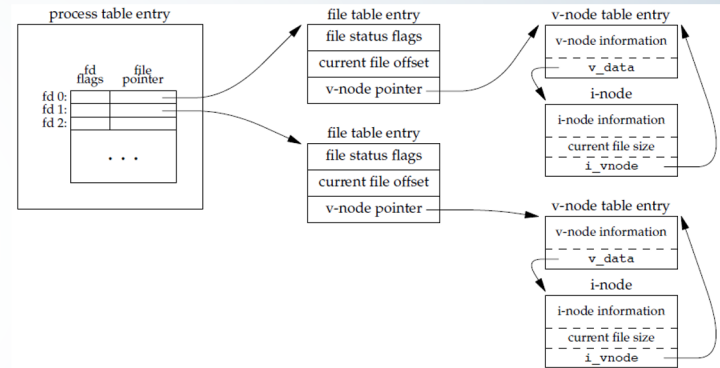 process table entry
fd flags
file pointer
fd 0:
fd 1:
fd 2:
. . .
file table entry
file status flags
current file offset
v-node pointer
file table entry
file status flags
current file offset
v-node pointer
v-node table entry
v-node information
v_data
i-node
i-node information
current file size
i_vnode
v-node table entry
v-node information
v_data
i-node
i-node information
current file size
i_vnode